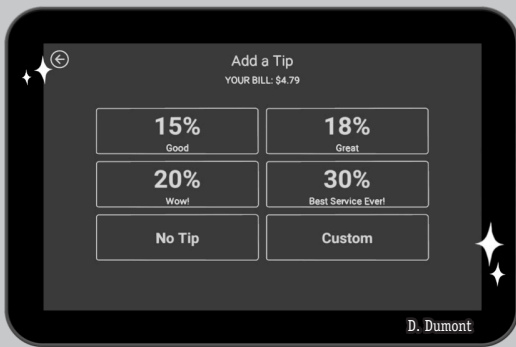 Add a Tip
YOUR BILL: $4.79
15%
Good
18%
Great
20%
Wow!
30%
Best Service Ever!
No Tip
Custom
D. Dumont